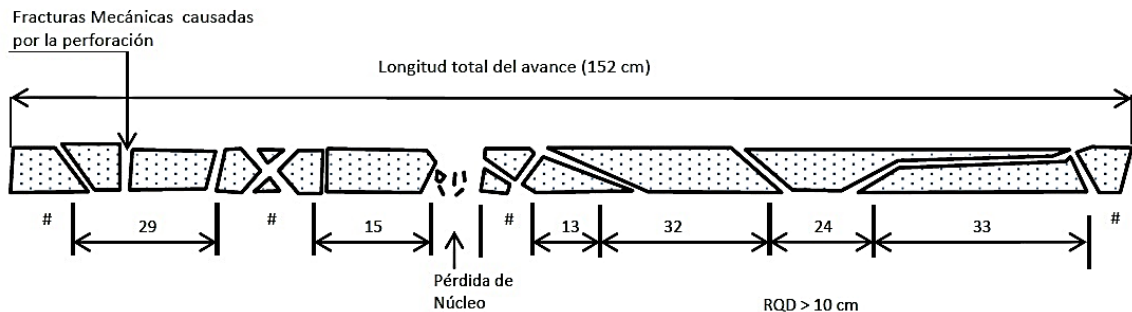 Fracturas Mecánicas causadas
por la perforación
Longitud total del avance (152 cm)
# 29 # 15 # 13 32 24 33 #
Pérdida de
Núcleo
RQD > 10 cm